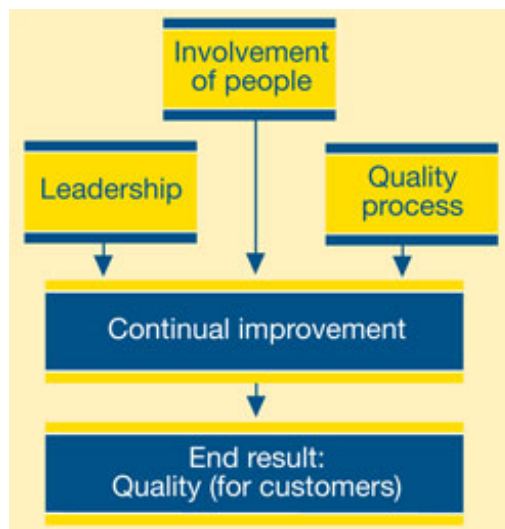 Involvement
of people
Leadership
Quality
process
Continual improvement
End result:
Quality (for customers)